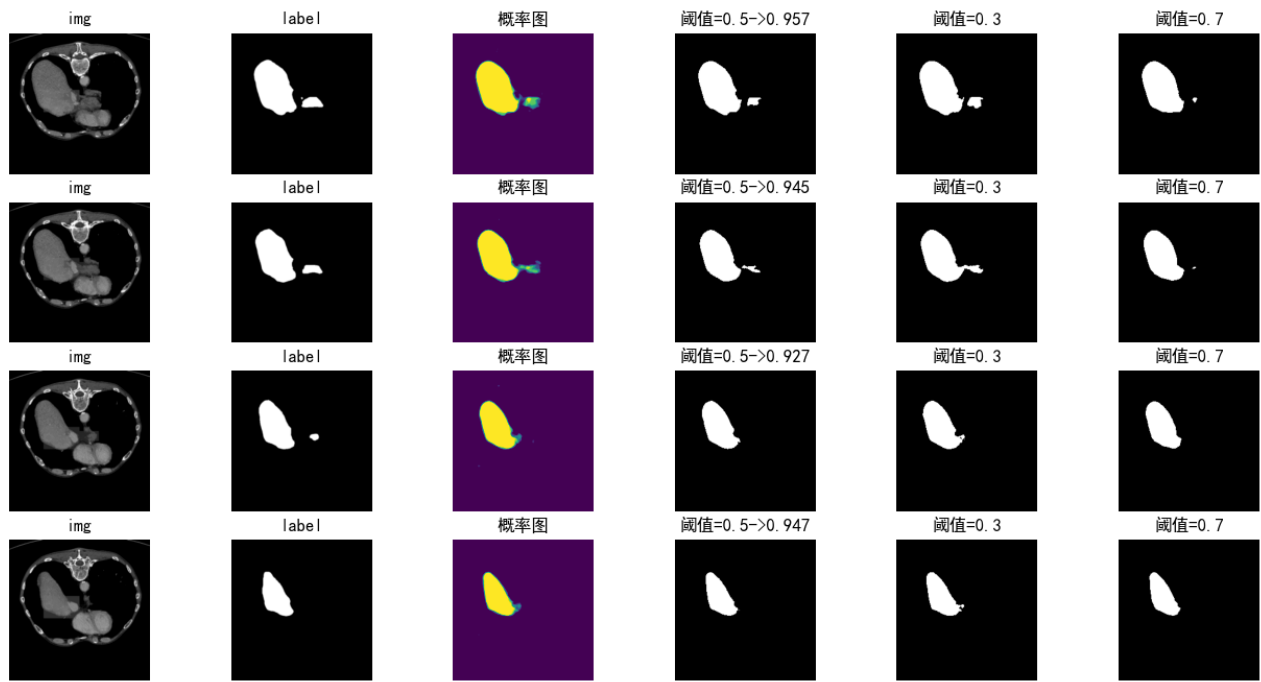 img label 概率图 阈值=0.5->0.957 阈值=0.3 阈值=0.7
img label 概率图 阈值=0.5->0.945 阈值=0.3 阈值=0.7
img label 概率图 阈值=0.5->0.927 阈值=0.3 阈值=0.7
img label 概率图 阈值=0.5->0.947 阈值=0.3 阈值=0.7